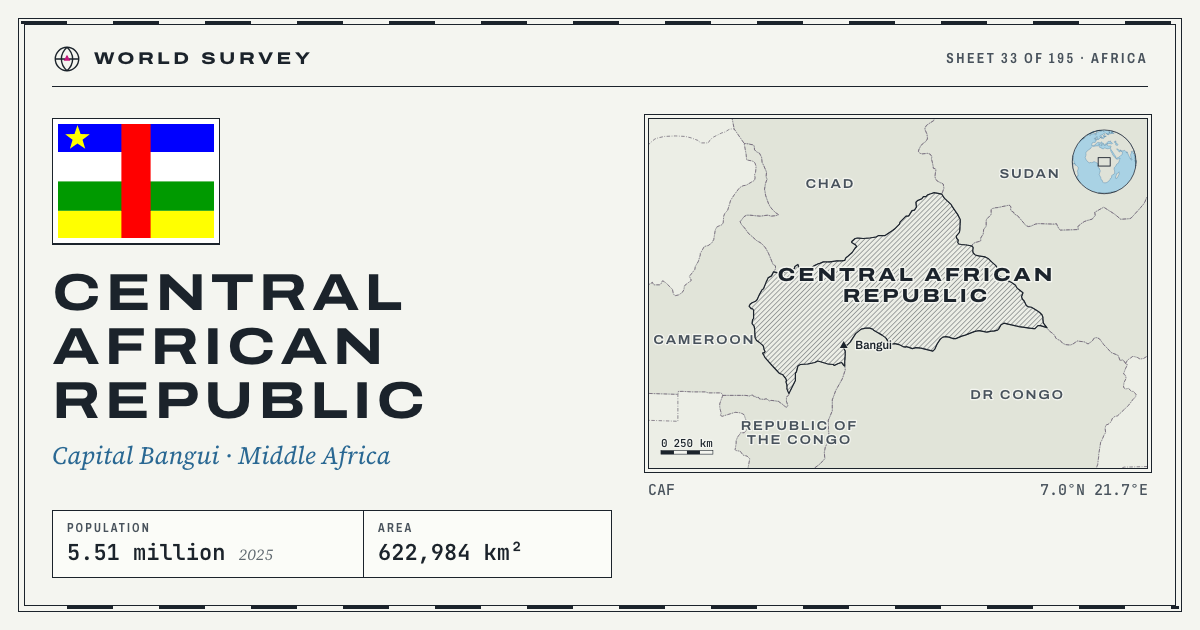 WORLD SURVEY
SHEET 33 OF 195 · AFRICA
CENTRAL
AFRICAN
REPUBLIC
Capital Bangui · Middle Africa
POPULATION
5.51 million 2025
AREA
622,984 km²
CHAD
SUDAN
CENTRAL AFRICAN
REPUBLIC
CAMEROON
Bangui
DR CONGO
REPUBLIC OF
THE CONGO
0 250 km
CAF
7.0°N 21.7°E